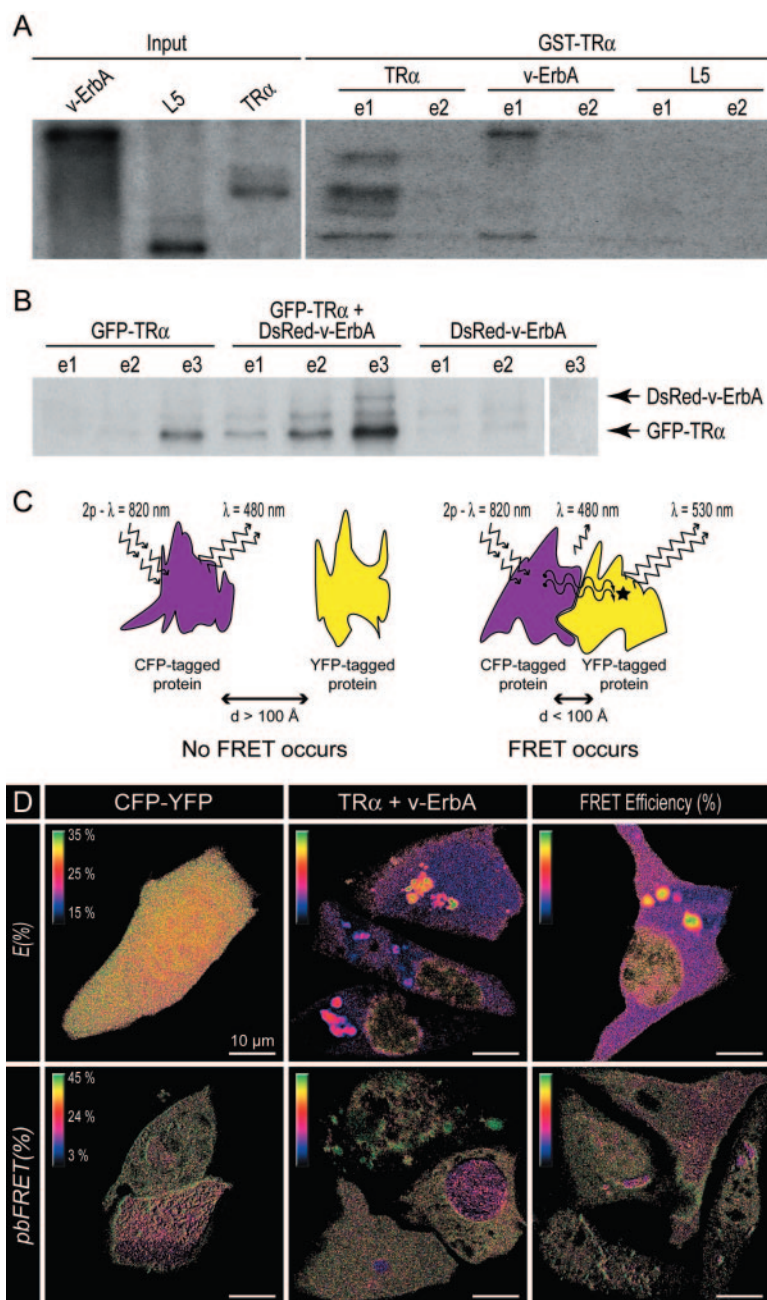 A
Input
GST-TRα
v-ErbA
L5
TRα
TRα
v-ErbA
L5
e1
e2
e1
e2
e1
e2
B
GFP-TRα
GFP-TRα +
DsRed-v-ErbA
DsRed-v-ErbA
e1
e2
e3
e1
e2
e3
e1
e2
e3
DsRed-v-ErbA
GFP-TRα
C
2p - λ = 820 nm
λ = 480 nm
2p - λ = 820 nm
λ = 480 nm
λ = 530 nm
CFP-tagged
protein
YFP-tagged
protein
CFP-tagged
protein
YFP-tagged
protein
d > 100 Å
d < 100 Å
No FRET occurs
FRET occurs
D
CFP-YFP
TRα + v-ErbA
FRET Efficiency (%)
E(%)
35 %
25 %
15 %
10 µm
pbFRET(%)
45 %
24 %
3 %